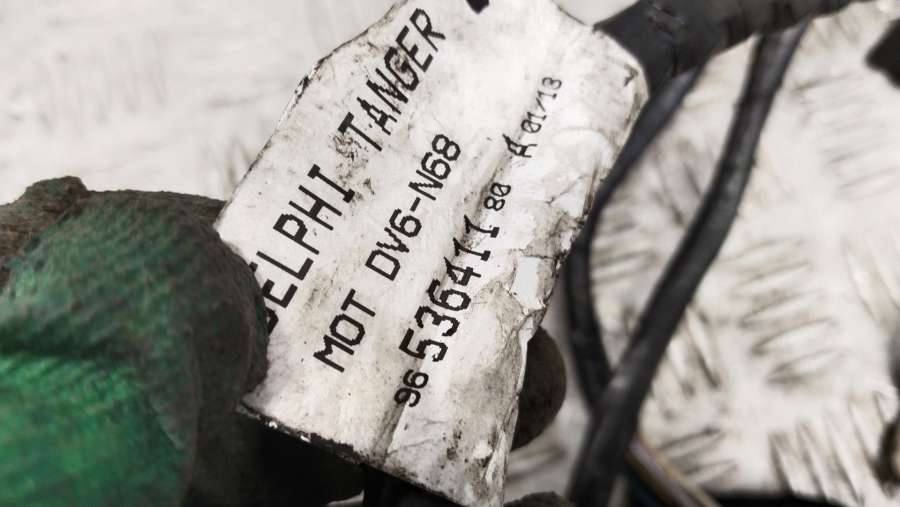 DELPHI TANGER
MOT DV6-N68
96 536411 80 A 01/13